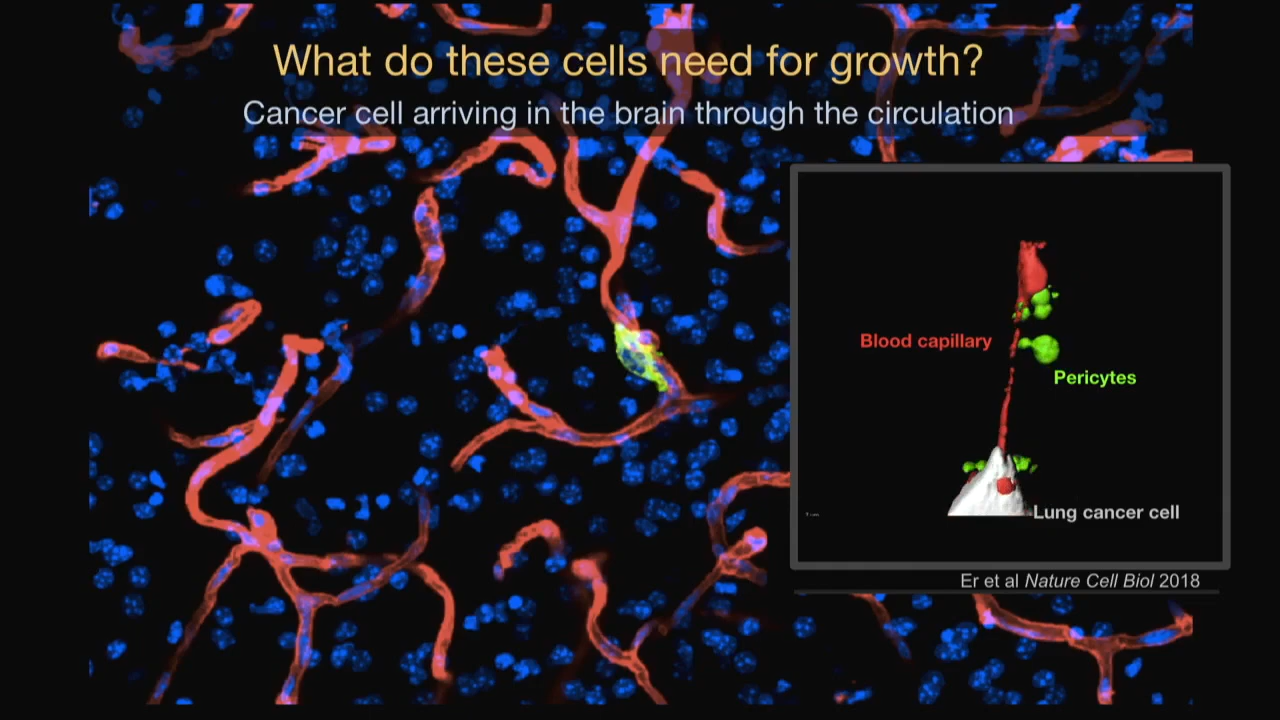 What do these cells need for growth?
Cancer cell arriving in the brain through the circulation
Blood capillary
Pericytes
Lung cancer cell
Er et al Nature Cell Biol 2018